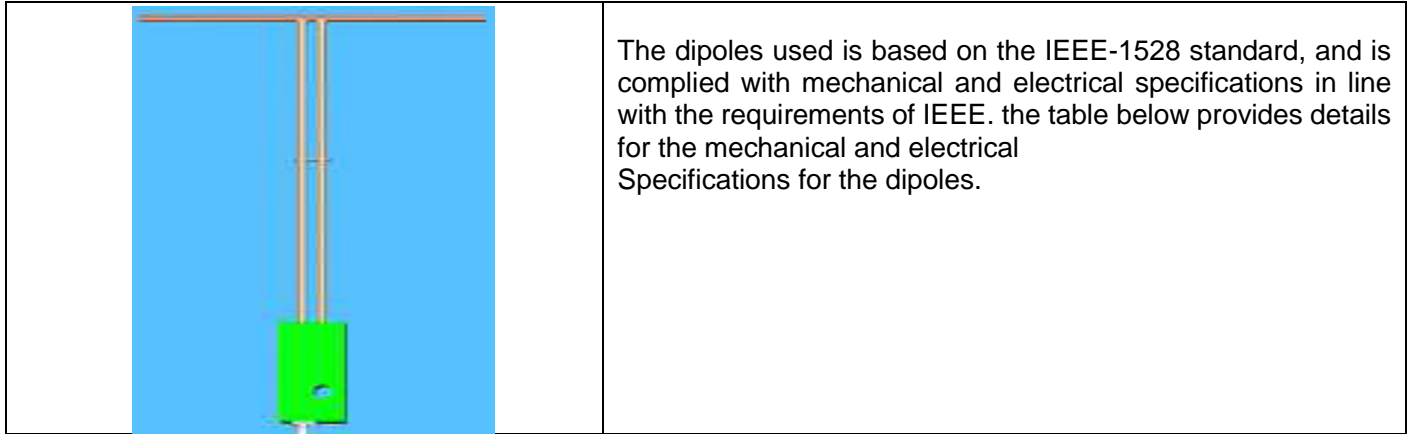 The dipoles used is based on the IEEE-1528 standard, and is
complied with mechanical and electrical specifications in line
with the requirements of IEEE. the table below provides details
for the mechanical and electrical
Specifications for the dipoles.